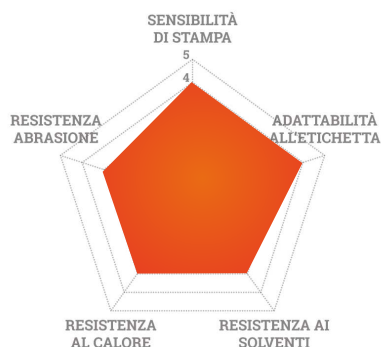 SENSIBILITÀ
DI STAMPA
5
4
RESISTENZA
ABRASIONE
ADATTABILITÀ
ALL'ETICHETTA
RESISTENZA
AL CALORE
RESISTENZA AI
SOLVENTI